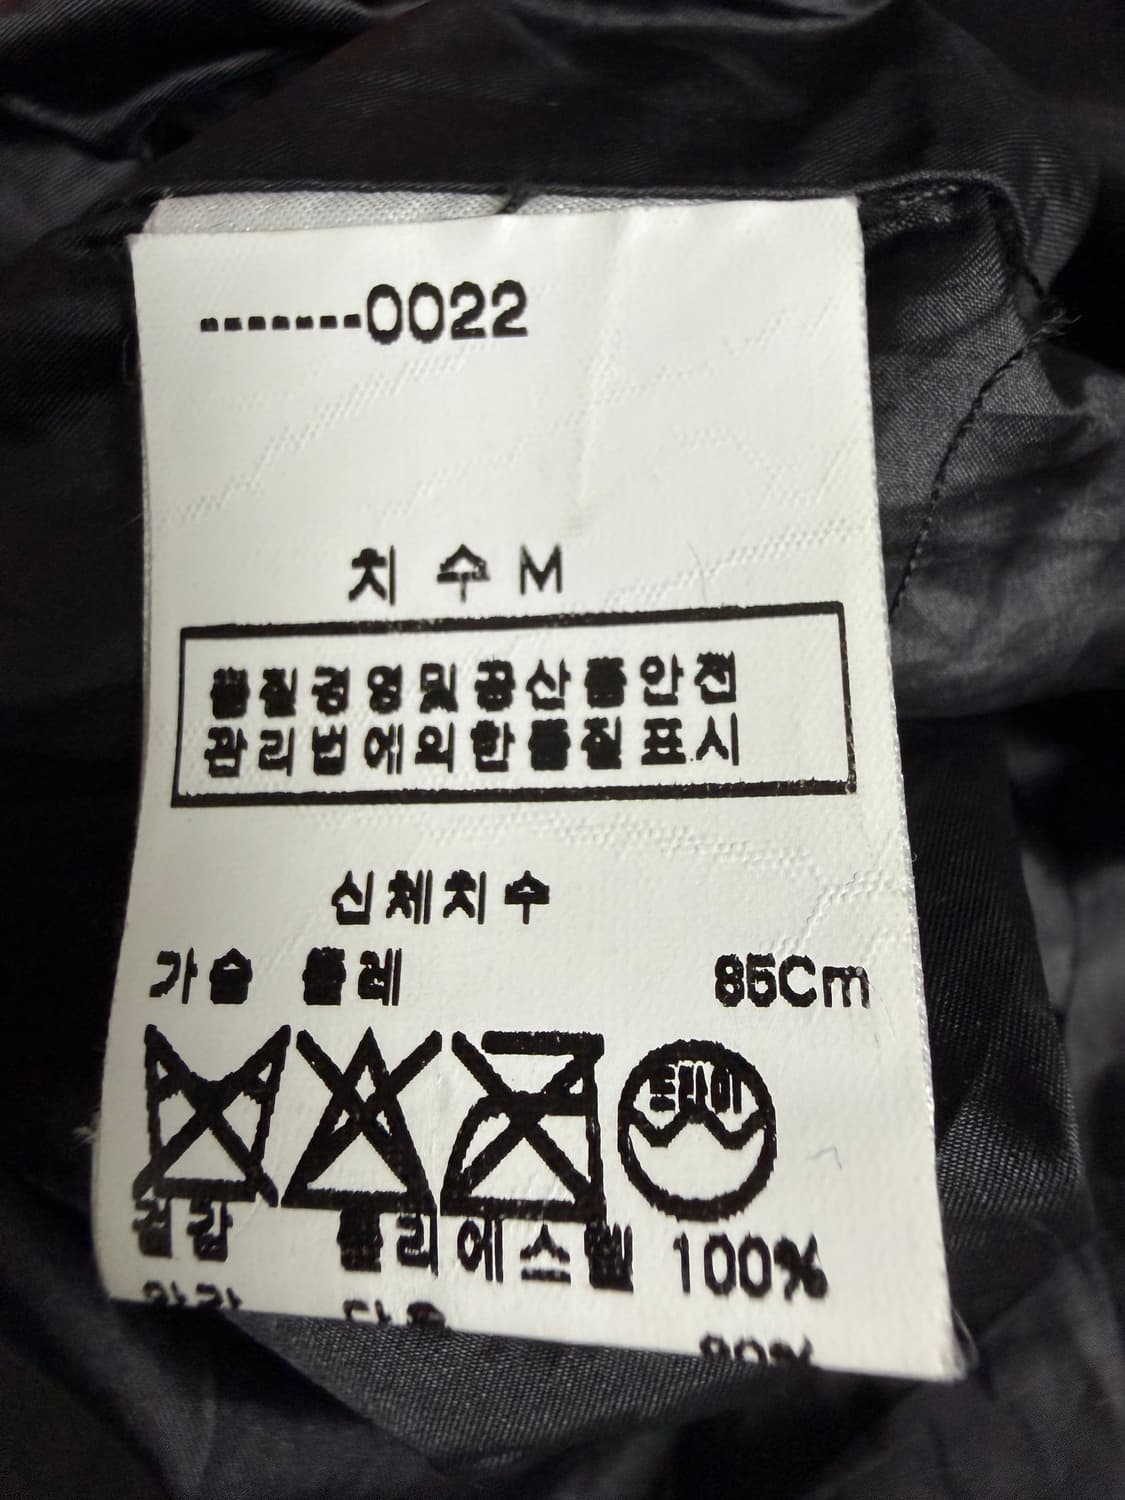 -------0022
치 수 M
품질경영및공산품안전
관리법에의한품질표시
신체치수
가슴 둘레 85Cm
드라이
겉감 폴리에스텔 100%